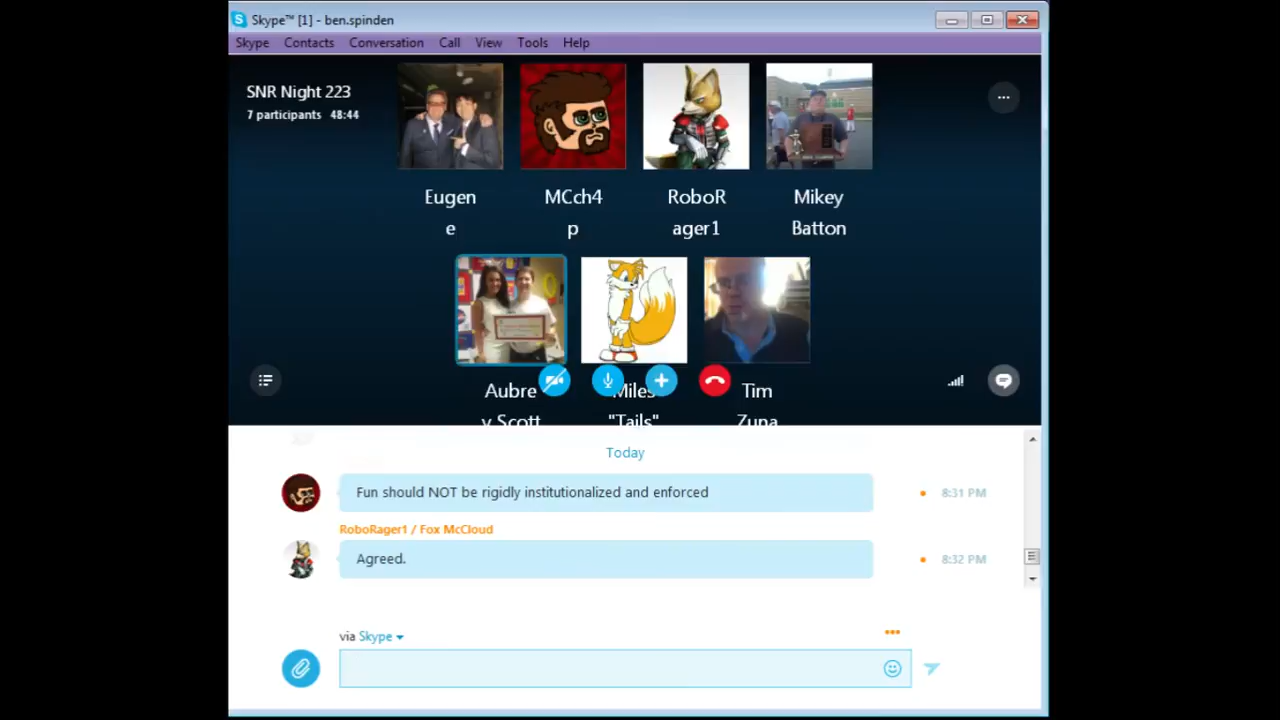 Skype™ [1] - ben.spinden
Skype Contacts Conversation Call View Tools Help
SNR Night 223
7 participants 48:44
Eugen
e
MCch4
p
RoboR
ager1
Mikey
Batton
Aubre
y Scott
Miles
"Tails"
Tim
Zuna
Today
Fun should NOT be rigidly institutionalized and enforced
8:31 PM
RoboRager1 / Fox McCloud
Agreed.
8:32 PM
via Skype